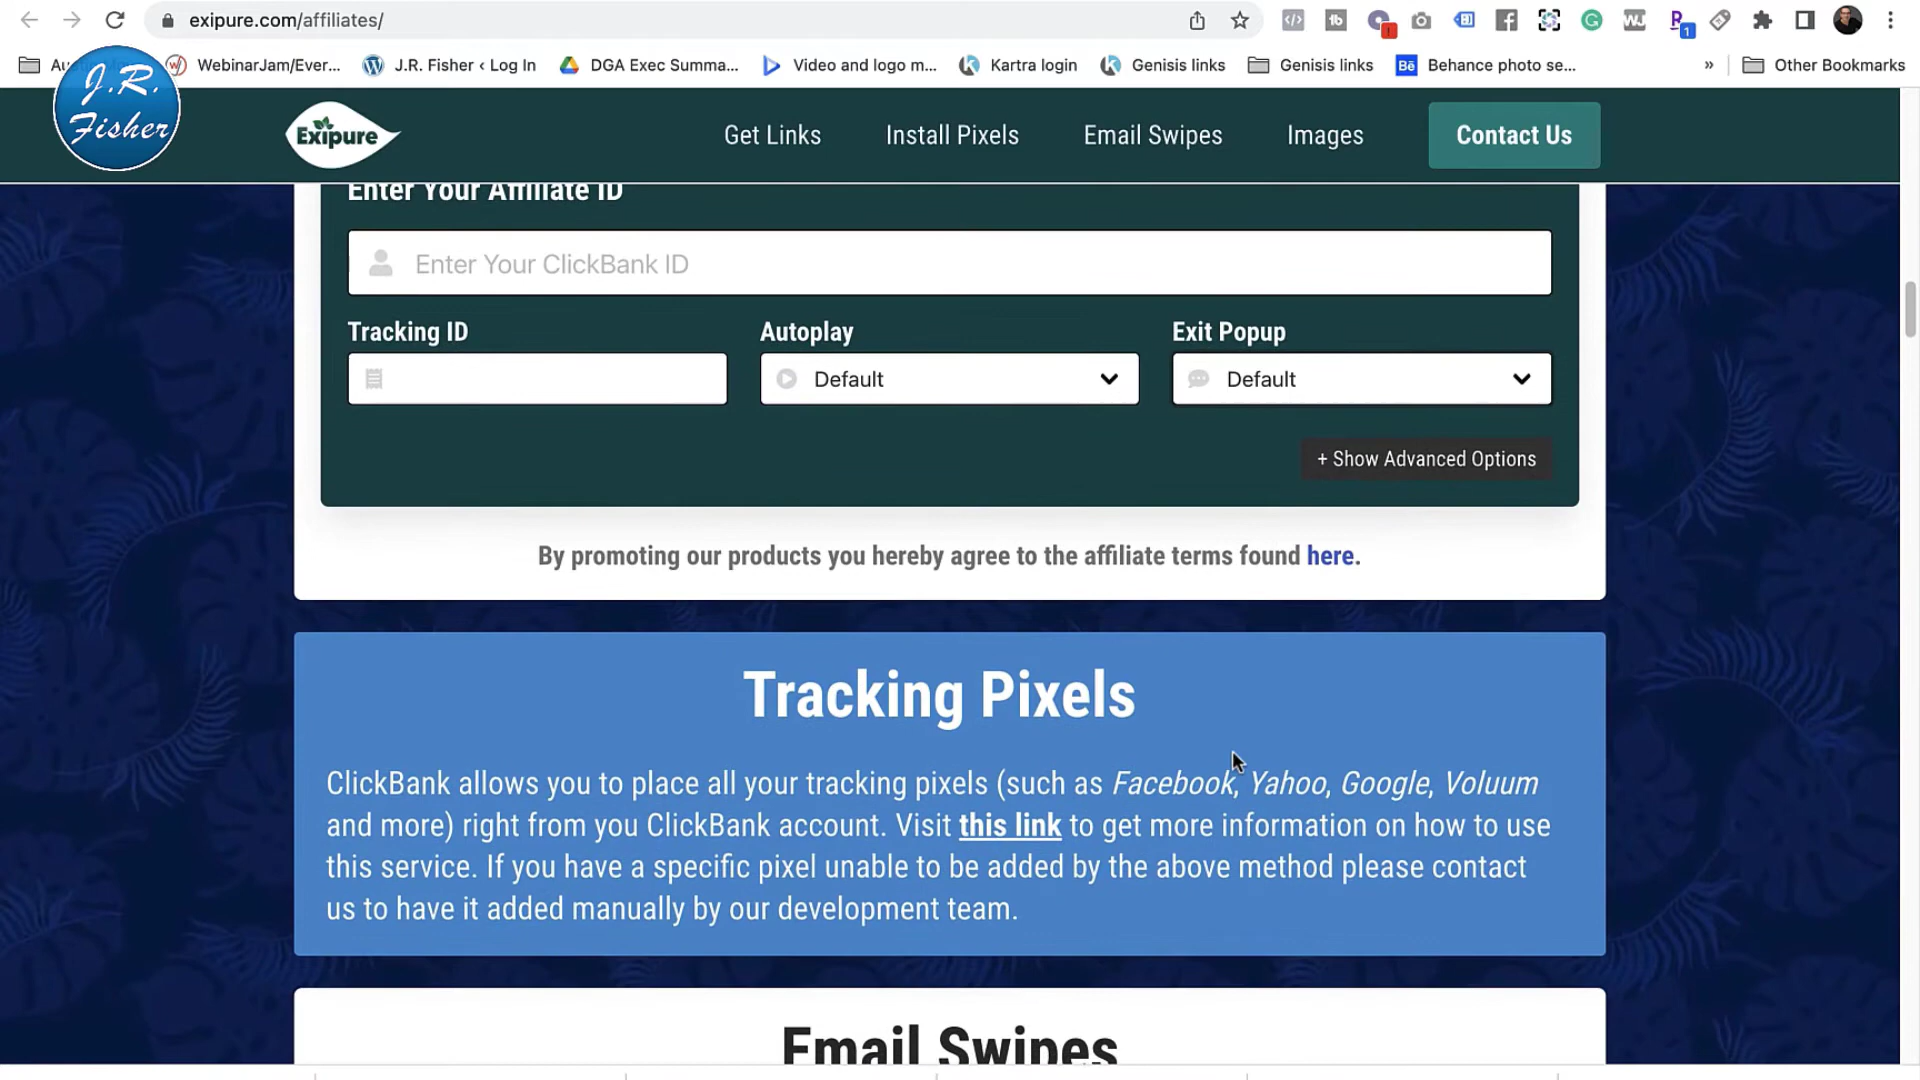 exipure.com/affiliates/
WebinarJam/Ever...
J.R. Fisher ‹ Log In
DGA Exec Summa...
Video and logo m...
Kartra login
Genisis links
Genisis links
Behance photo se...
»
Other Bookmarks
J.R.
Fisher
Exipure
Get Links
Install Pixels
Email Swipes
Images
Contact Us
Enter Your Affiliate ID
Enter Your ClickBank ID
Tracking ID
Autoplay
Exit Popup
Default
Default
+ Show Advanced Options
By promoting our products you hereby agree to the affiliate terms found here.
Tracking Pixels
ClickBank allows you to place all your tracking pixels (such as Facebook, Yahoo, Google, Voluum
and more) right from you ClickBank account. Visit this link to get more information on how to use
this service. If you have a specific pixel unable to be added by the above method please contact
us to have it added manually by our development team.
Email Swipes